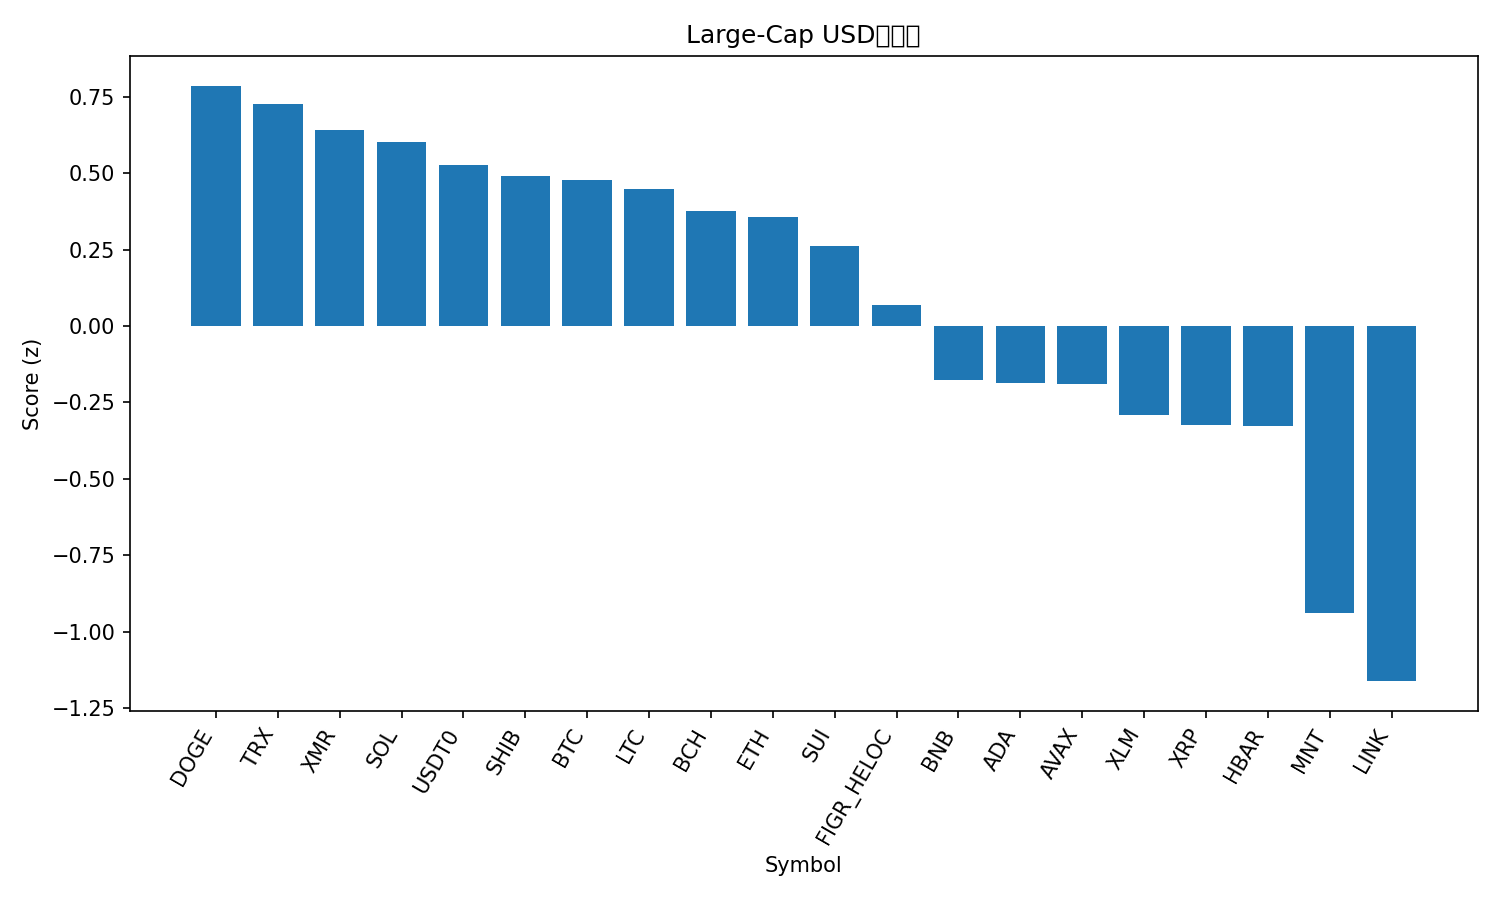 Large-Cap USD
0.75
0.50
0.25
0.00
−0.25
−0.50
−0.75
−1.00
−1.25
Score (z)
DOGE
TRX
XMR
SOL
USDT0
SHIB
BTC
LTC
BCH
ETH
SUI
FIGR_HELOC
BNB
ADA
AVAX
XLM
XRP
HBAR
MNT
LINK
Symbol